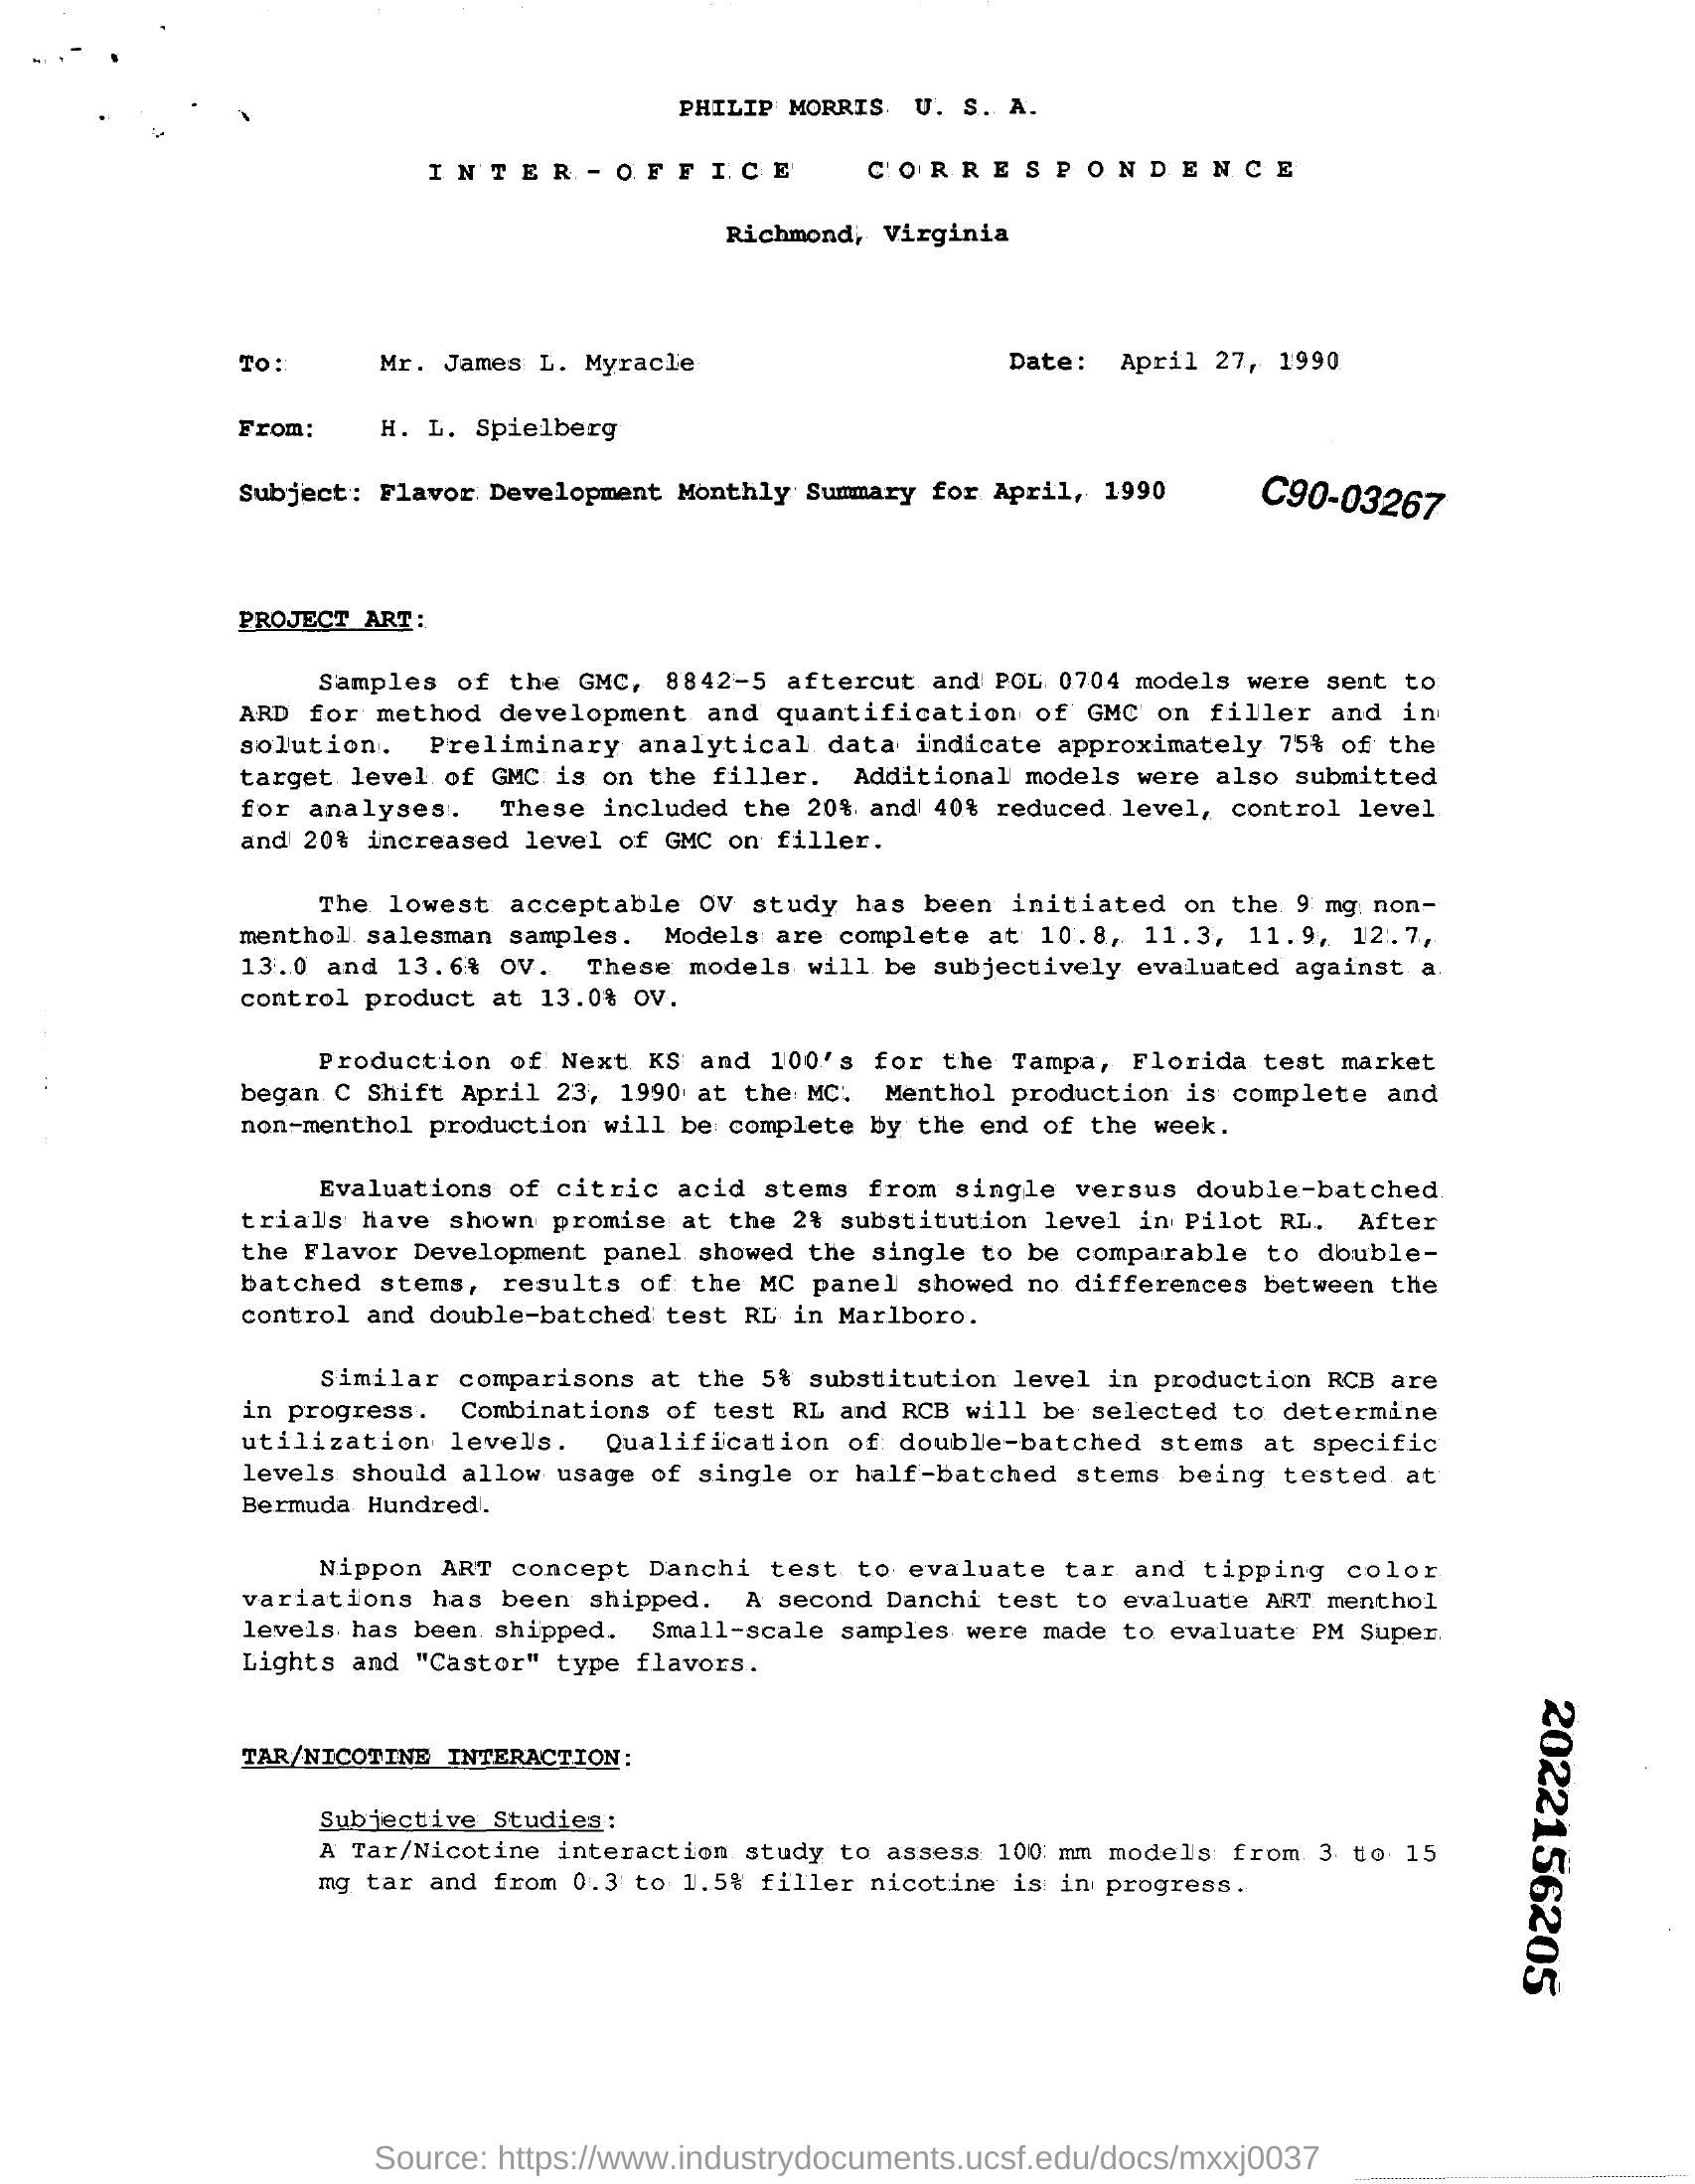 PHILIP MORRIS U. S. A.
INTER-OFFICE CORRESPONDENCE
Richmond, Virginia
To: Mr. James L. Myracle Date: April 27, 1990
From: H. L. Spielberg
Subject: Flavor Development Monthly Summary for April, 1990 C90-03267
PROJECT ART:
Samples of the GMC, 8842-5 aftercut and POL 0704 models were sent to
ARD for method development and quantification of GMC on filler and in
solution. Preliminary analytical data indicate approximately 75% of the
target level of GMC is on the filler. Additional models were also submitted
for analyses. These included the 20% and 40% reduced level, control level
and 20% increased level of GMC on filler.
The lowest acceptable OV study has been initiated on the 9 mg non-
menthol salesman samples. Models are complete at 10.8, 11.3, 11.9, 12.7,
13.0 and 13.6% OV. These models will be subjectively evaluated against a
control product at 13.0% OV.
Production of Next KS and 100's for the Tampa, Florida test market
began C Shift April 23, 1990 at the MC. Menthol production is complete and
non-menthol production will be complete by the end of the week.
Evaluations of citric acid stems from single versus double-batched
trials have shown promise at the 2% substitution level in Pilot RL. After
the Flavor Development panel showed the single to be comparable to double-
batched stems, results of the MC panel showed no differences between the
control and double-batched test RL in Marlboro.
Similar comparisons at the 5% substitution level in production RCB are
in progress. Combinations of test RL and RCB will be selected to determine
utilization levels. Qualification of double-batched stems at specific
levels should allow usage of single or half-batched stems being tested at
Bermuda Hundred.
Nippon ART concept Danchi test to evaluate tar and tipping color
variations has been shipped. A second Danchi test to evaluate ART menthol
levels has been shipped. Small-scale samples were made to evaluate PM Super
Lights and "Castor" type flavors.
TAR/NICOTINE INTERACTION:
Subjective Studies:
A Tar/Nicotine interaction study to assess 100 mm models from 3 to 15
mg tar and from 0.3 to 1.5% filler nicotine is in progress.
2022156205
Source: https://www.industrydocuments.ucsf.edu/docs/mxxj0037